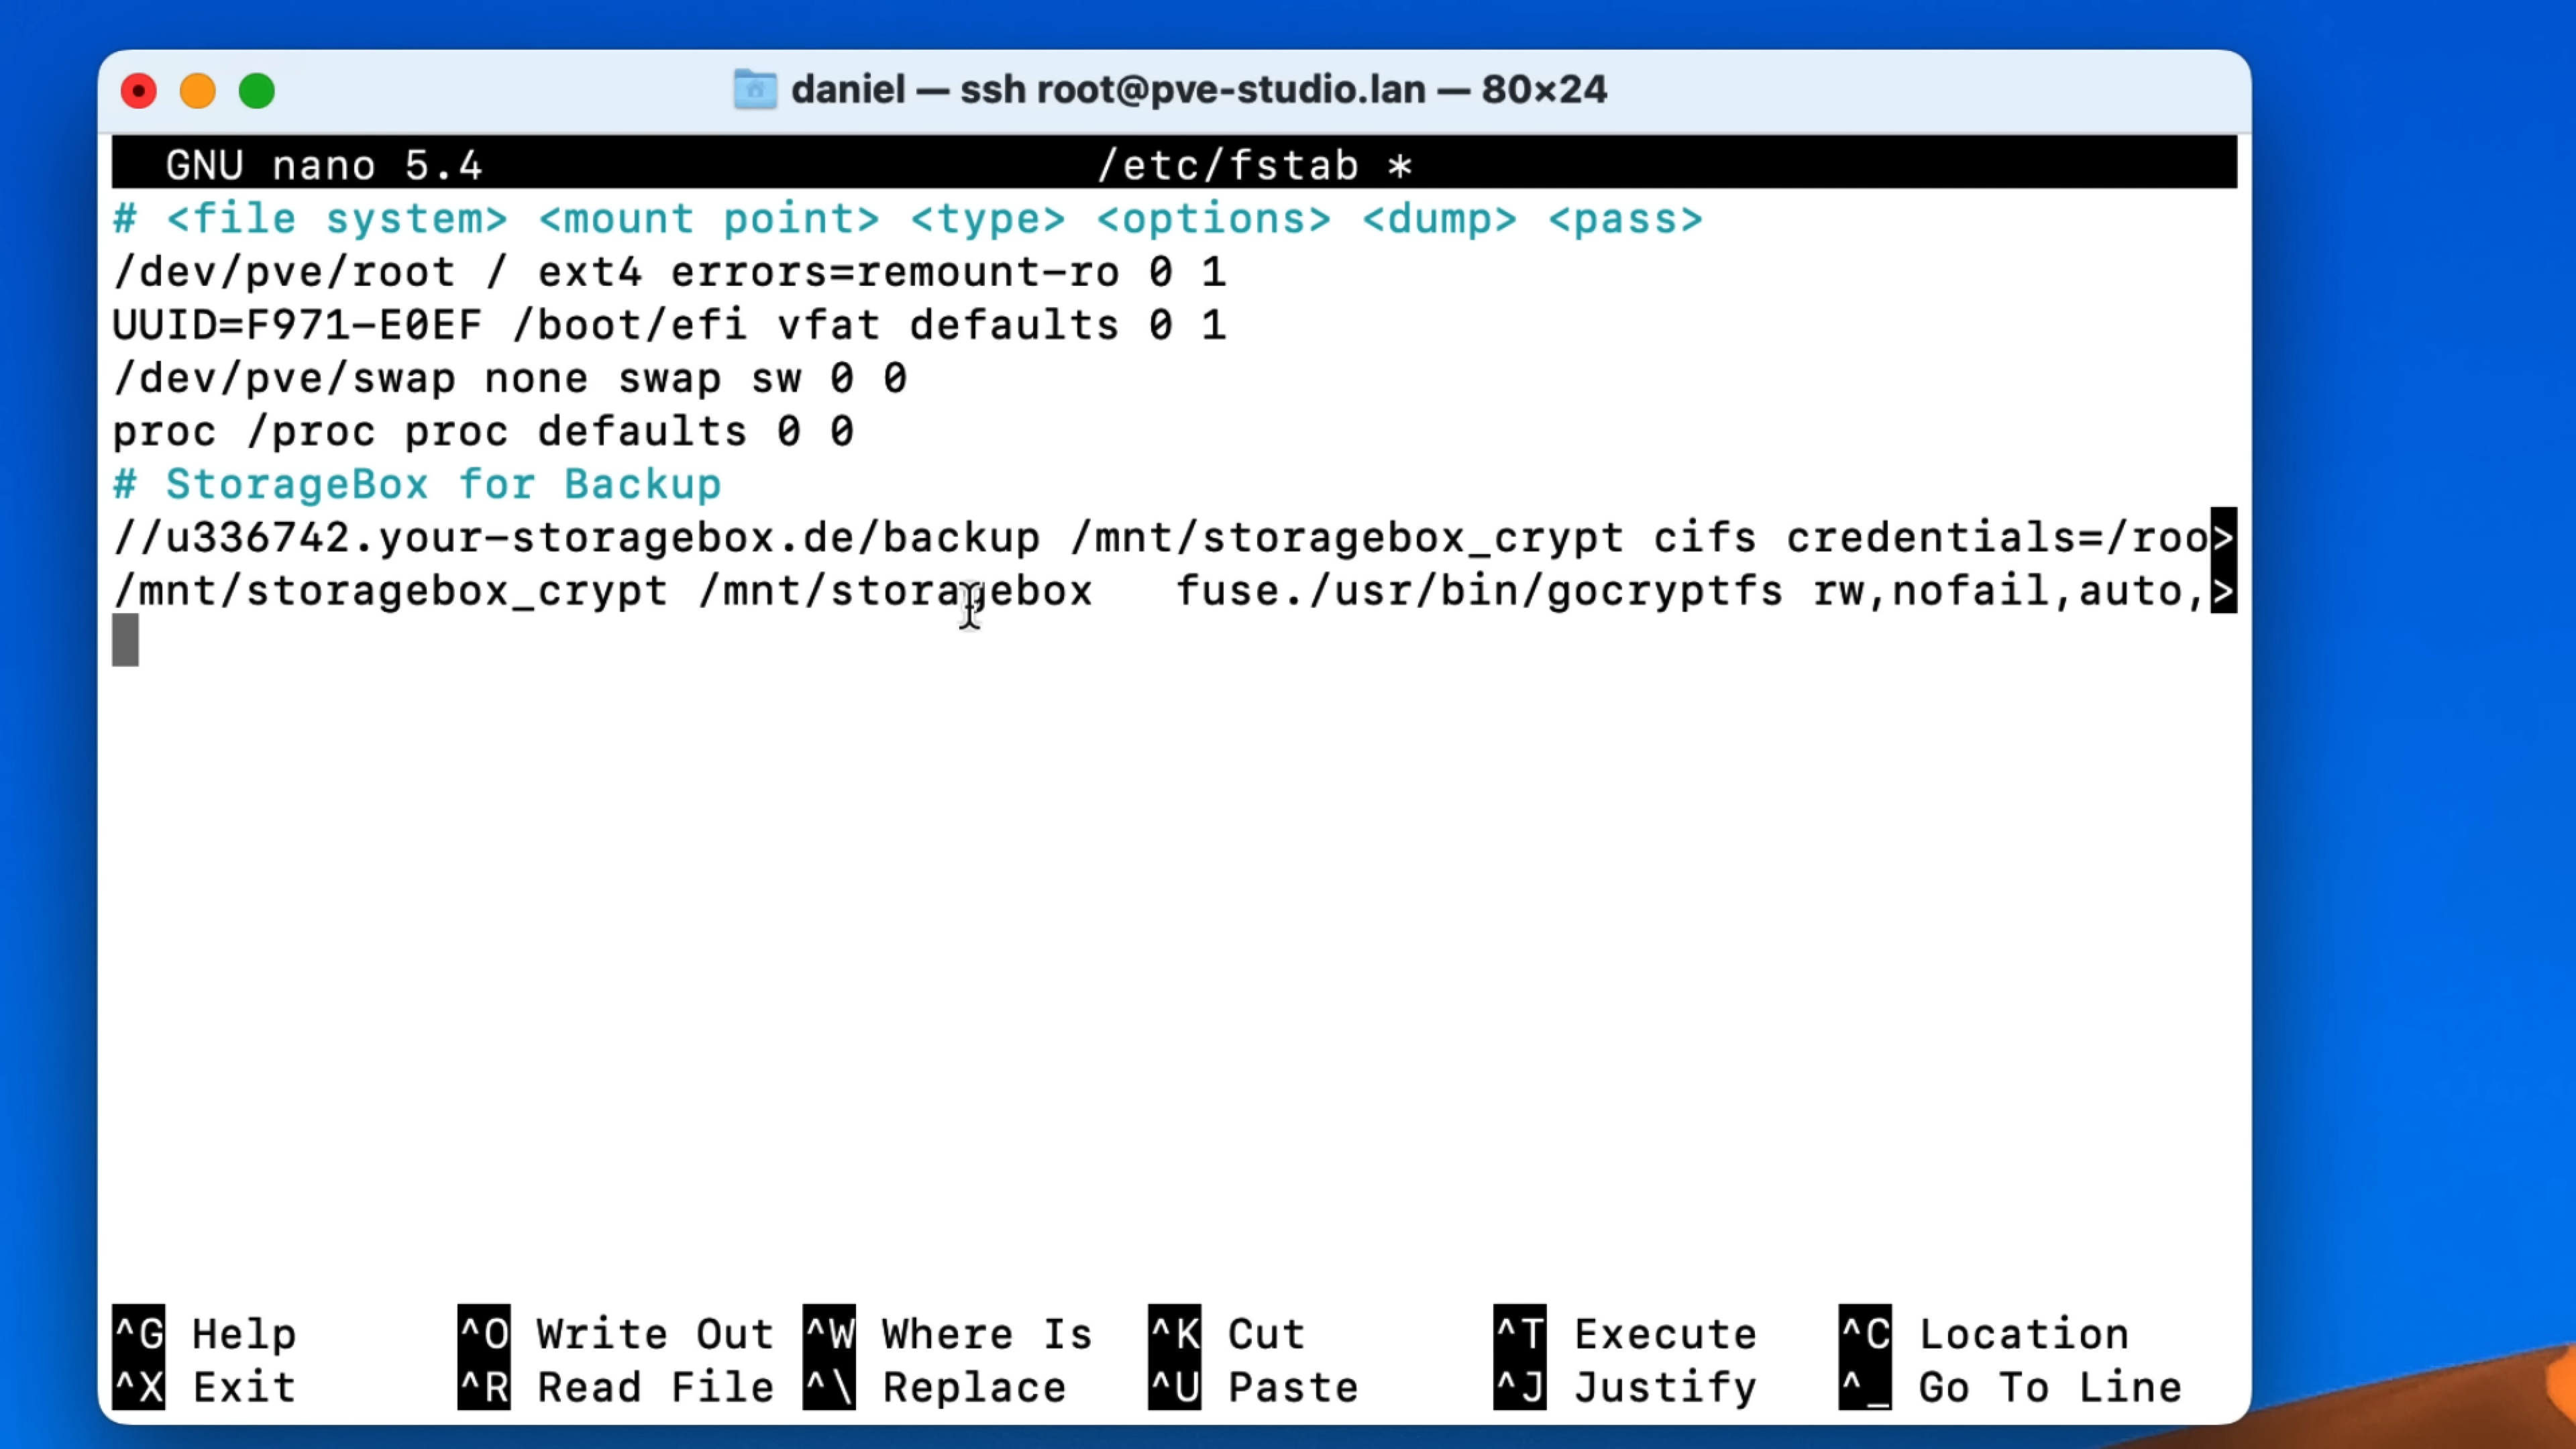 daniel — ssh root@pve-studio.lan — 80×24
GNU nano 5.4 /etc/fstab *
# <file system> <mount point> <type> <options> <dump> <pass>
/dev/pve/root / ext4 errors=remount-ro 0 1
UUID=F971-E0EF /boot/efi vfat defaults 0 1
/dev/pve/swap none swap sw 0 0
proc /proc proc defaults 0 0
# StorageBox for Backup
//u336742.your-storagebox.de/backup /mnt/storagebox_crypt cifs credentials=/roo>
/mnt/storagebox_crypt /mnt/storagebox   fuse./usr/bin/gocryptfs rw,nofail,auto,>
^G Help ^O Write Out ^W Where Is ^K Cut ^T Execute ^C Location
^X Exit ^R Read File ^\ Replace ^U Paste ^J Justify ^_ Go To Line